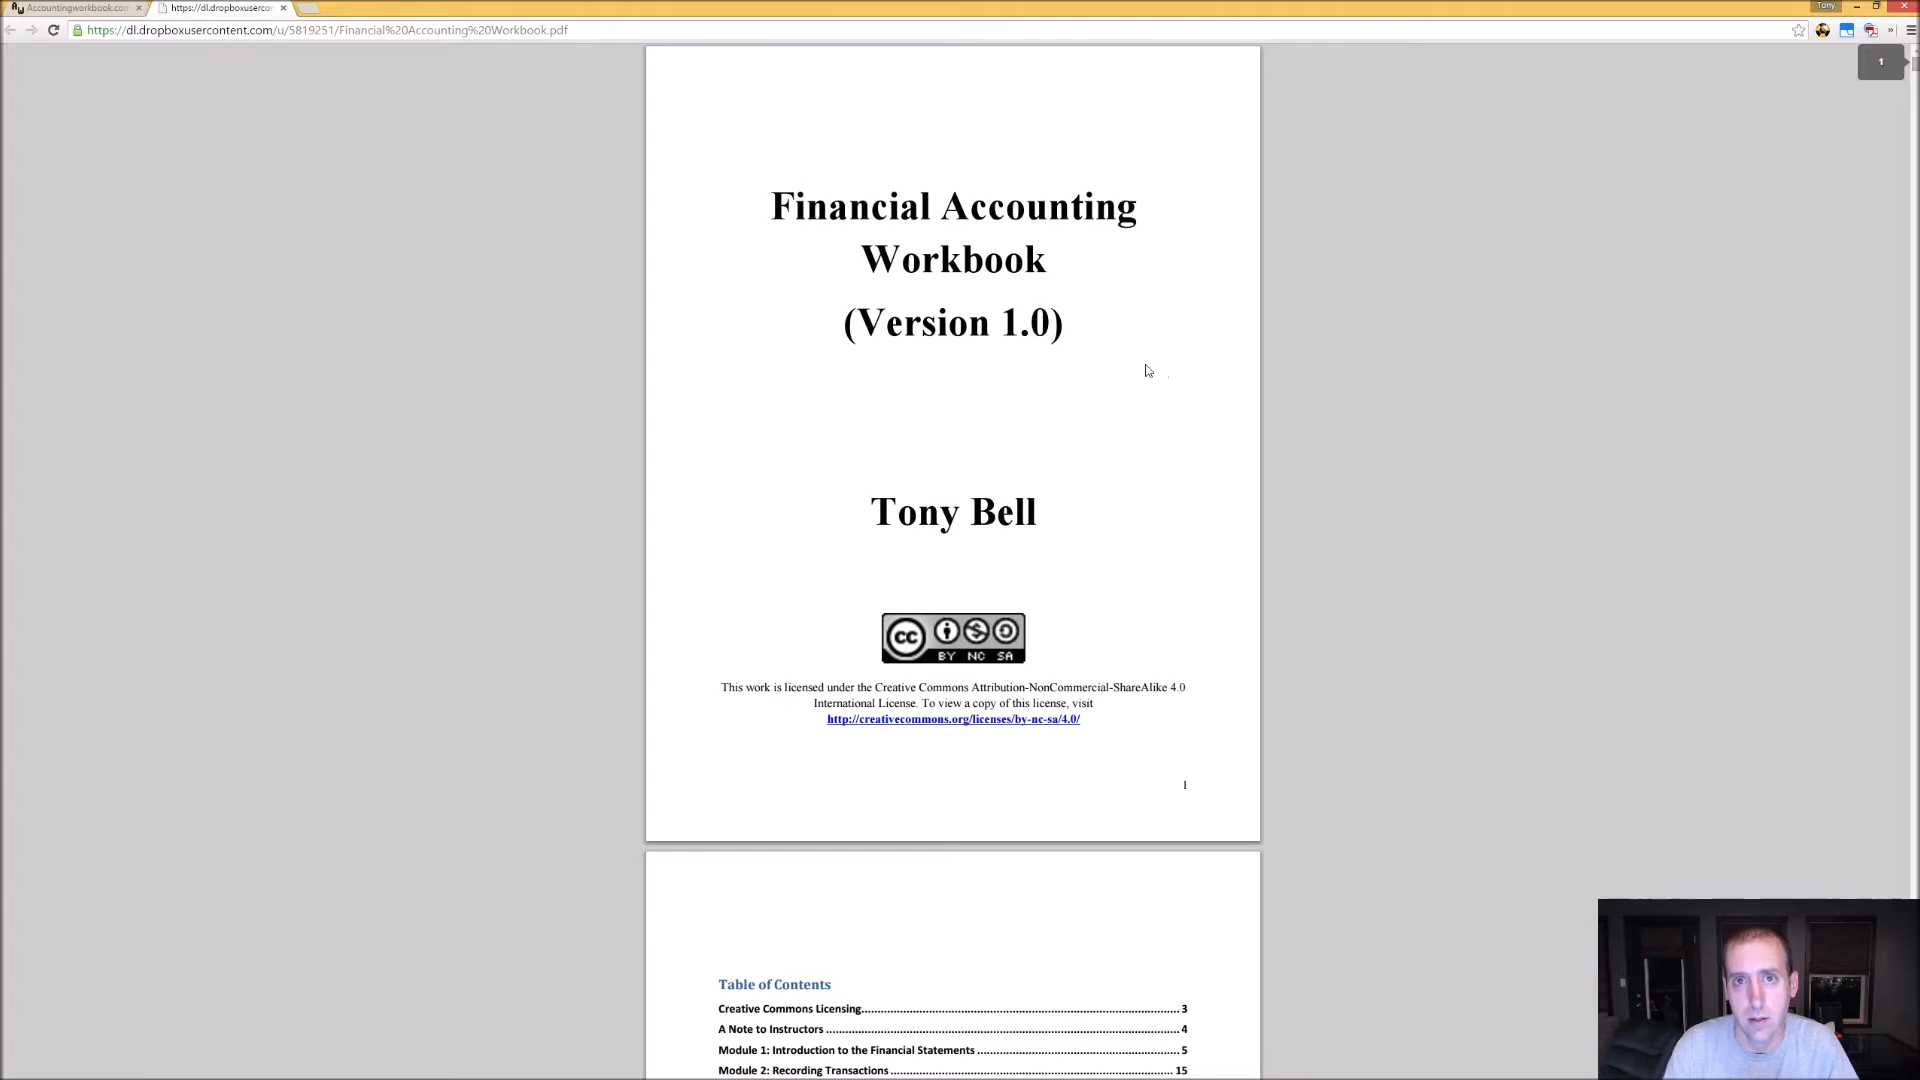 Accountingworkbook.con
https://dl.dropboxusercor
Tony
https://dl.dropboxusercontent.com/u/5819251/Financial%20Accounting%20Workbook.pdf
1
Financial Accounting
Workbook
(Version 1.0)
Tony Bell
cc
BY NC SA
This work is licensed under the Creative Commons Attribution-NonCommercial-ShareAlike 4.0
International License. To view a copy of this license, visit
http://creativecommons.org/licenses/by-nc-sa/4.0/
1
Table of Contents
Creative Commons Licensing 3
A Note to Instructors 4
Module 1: Introduction to the Financial Statements 5
Module 2: Recording Transactions 15